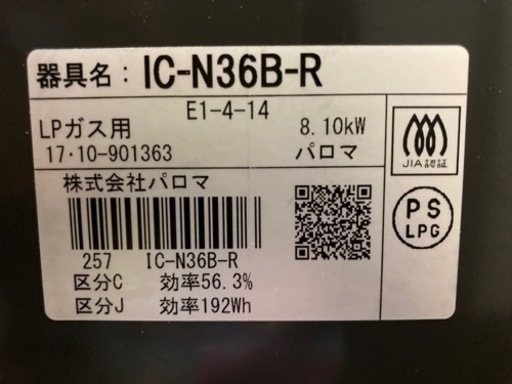 器具名：IC-N36B-R
E1-4-14
LPガス用 8.10kW
17・10-901363 パロマ
JIA認証
株式会社パロマ
PS
LPG
257 IC-N36B-R
区分C 効率56.3%
区分J 効率192Wh